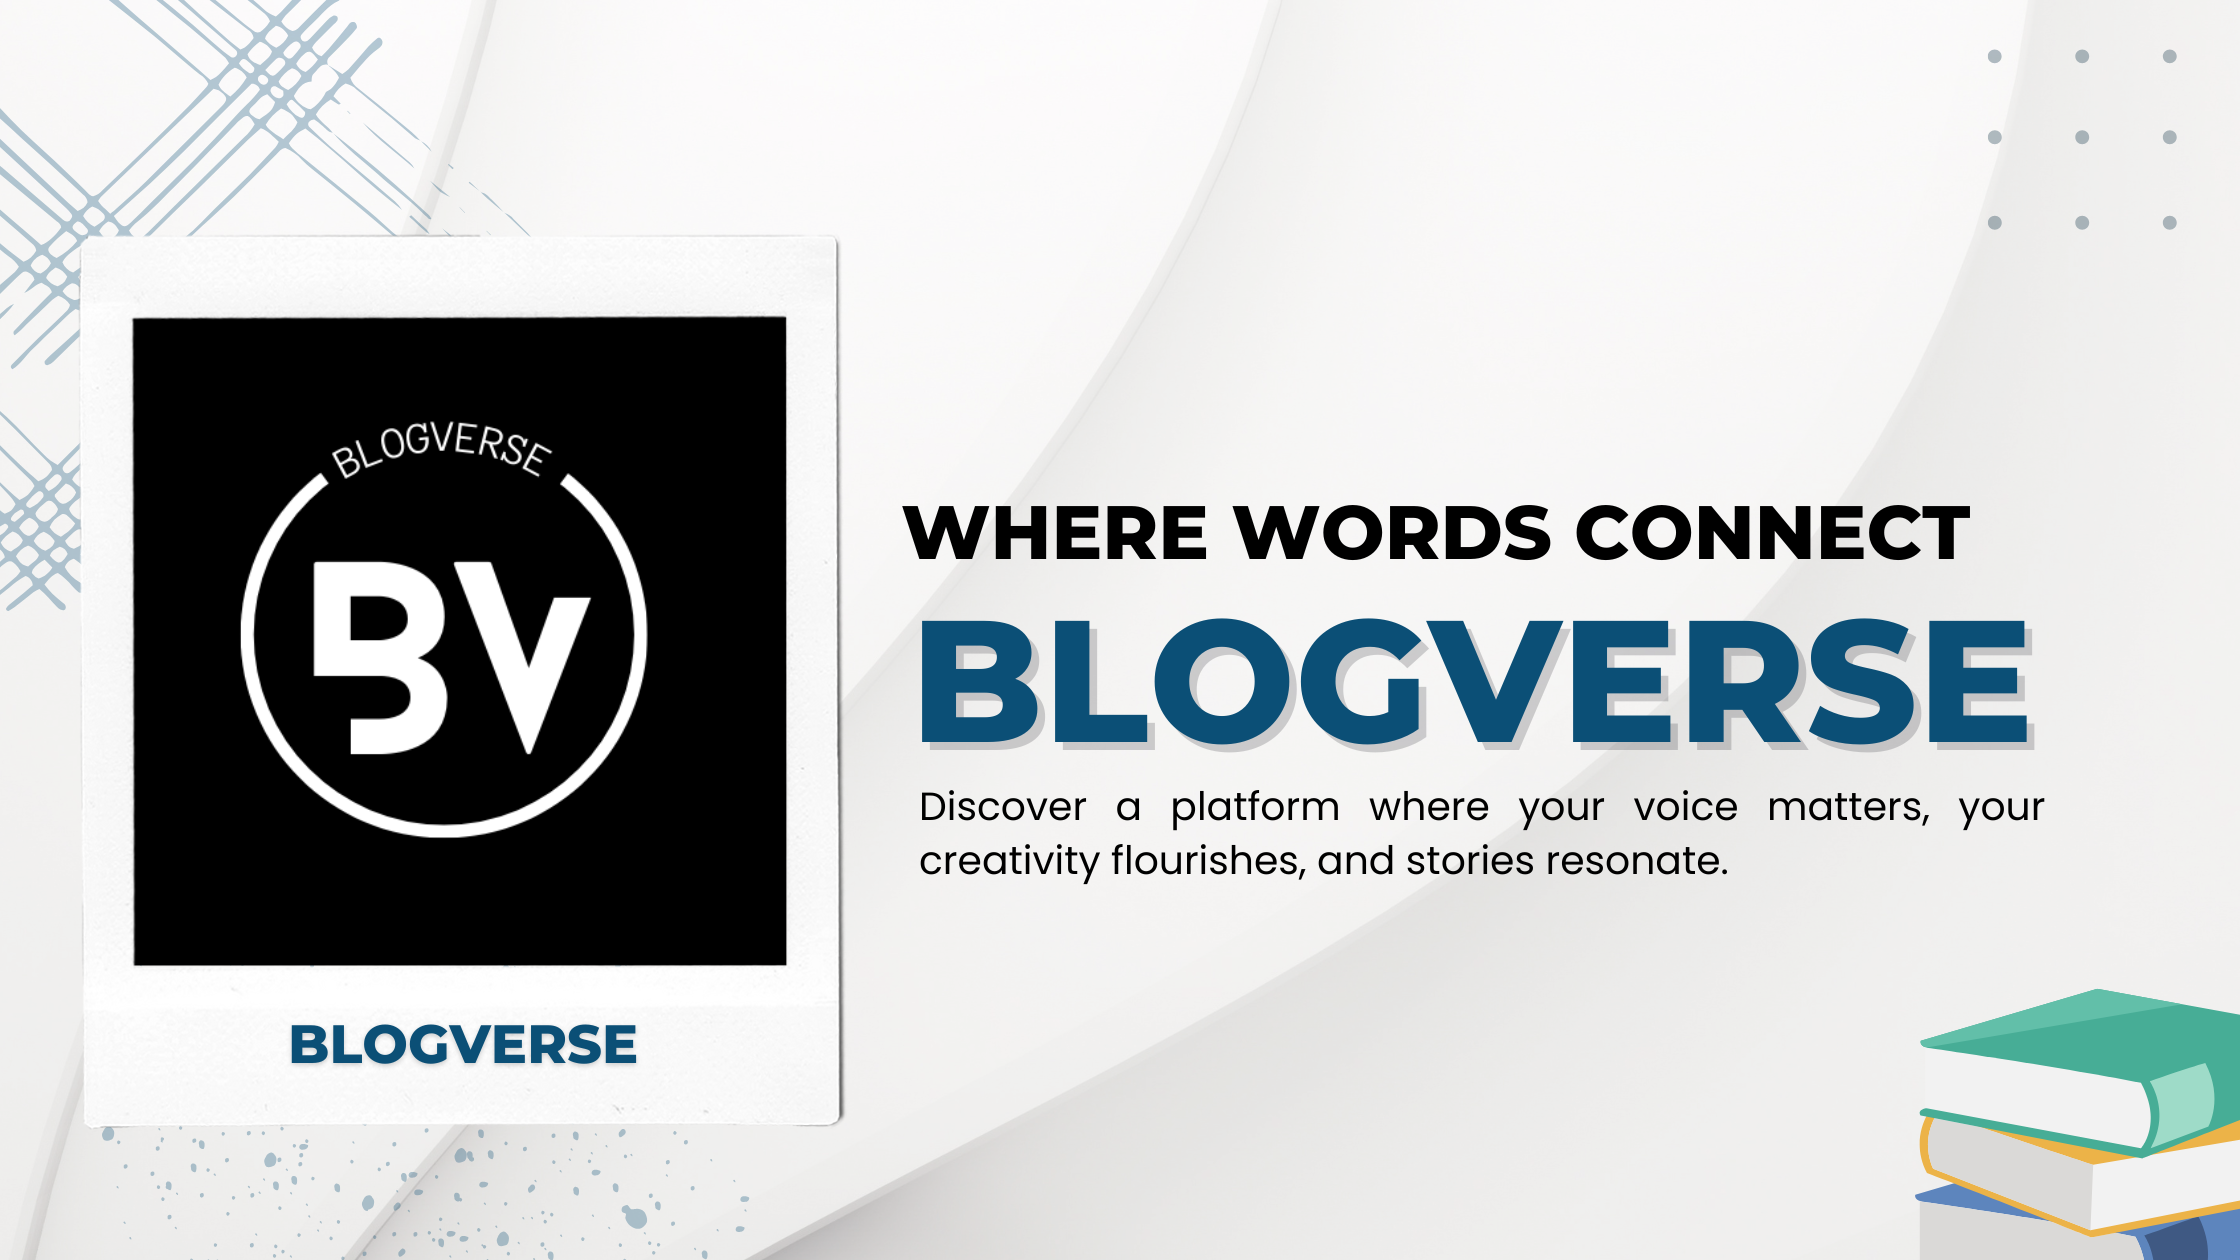 BLOGVERSE
BV
BLOGVERSE
WHERE WORDS CONNECT
BLOGVERSE
Discover a platform where your voice matters, your
creativity flourishes, and stories resonate.